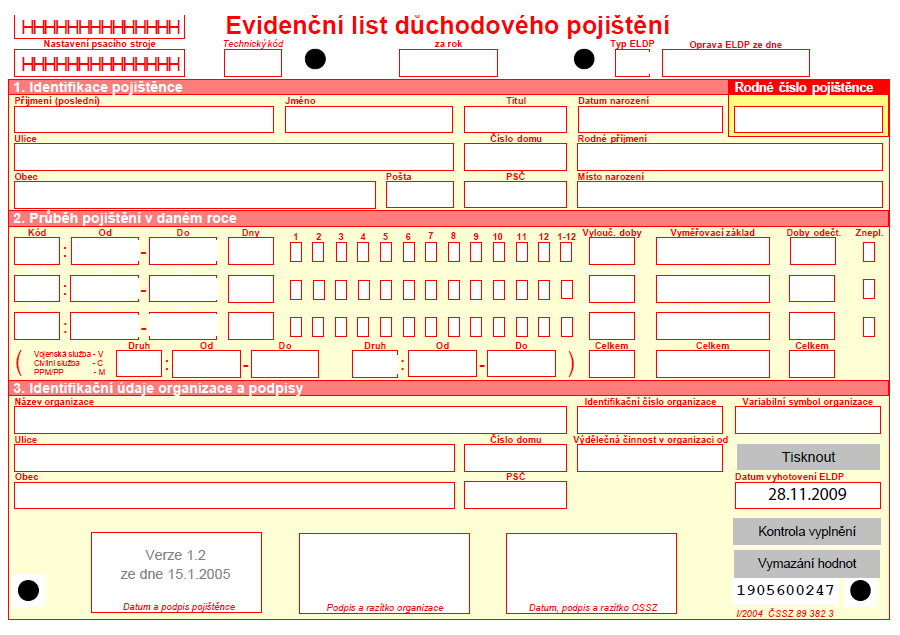 Evidenční list důchodového pojištění
Nastavení psacího stroje
Technický kód
za rok
Typ ELDP
Oprava ELDP ze dne
1. Identifikace pojištěnce
Rodné číslo pojištěnce
Příjmení (poslední) Jméno Titul Datum narození
Ulice Číslo domu Rodné příjmení
Obec Pošta PSČ Místo narození
2. Průběh pojištění v daném roce
Kód Od Do Dny 1 2 3 4 5 6 7 8 9 10 11 12 1-12 Vylouč. doby Vyměřovací základ Doby odečt. Znepl.
: -
: -
: -
Druh Od Do Druh Od Do Celkem Celkem Celkem
( Vojenská služba - V : - : - )
Civilní služba - C
PPM/PP - M
3. Identifikační údaje organizace a podpisy
Název organizace Identifikační číslo organizace Variabilní symbol organizace
Ulice Číslo domu Výdělečná činnost v organizaci od
Tisknout
Obec PSČ Datum vyhotovení ELDP
28.11.2009
Kontrola vyplnění
Verze 1.2
ze dne 15.1.2005
Vymazání hodnot
1905600247
Datum a podpis pojištěnce Podpis a razítko organizace Datum, podpis a razítko OSSZ
I/2004 ČSSZ 89 382 3